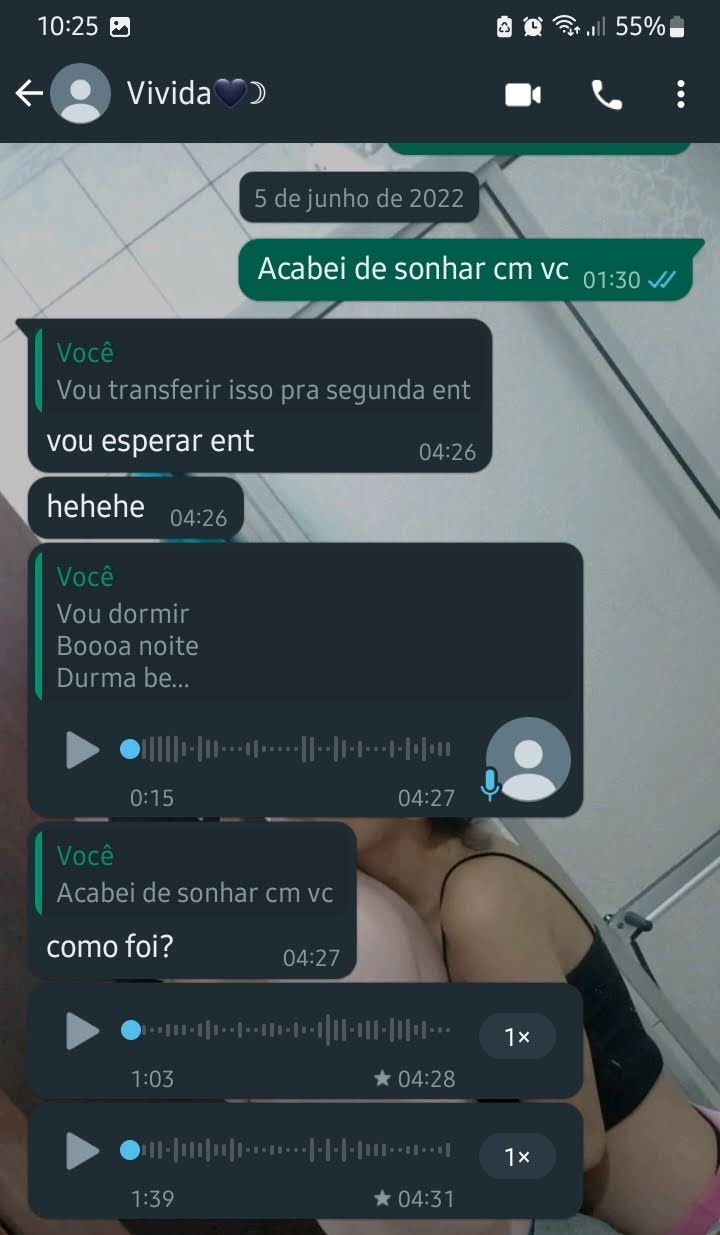 10:25
55%
Vivida🖤☽
5 de junho de 2022
Acabei de sonhar cm vc 01:30
Você
Vou transferir isso pra segunda ent
vou esperar ent 04:26
hehehe 04:26
Você
Vou dormir
Boooa noite
Durma be...
0:15 04:27
Você
Acabei de sonhar cm vc
como foi? 04:27
1×
1:03 ★ 04:28
1×
1:39 ★ 04:31